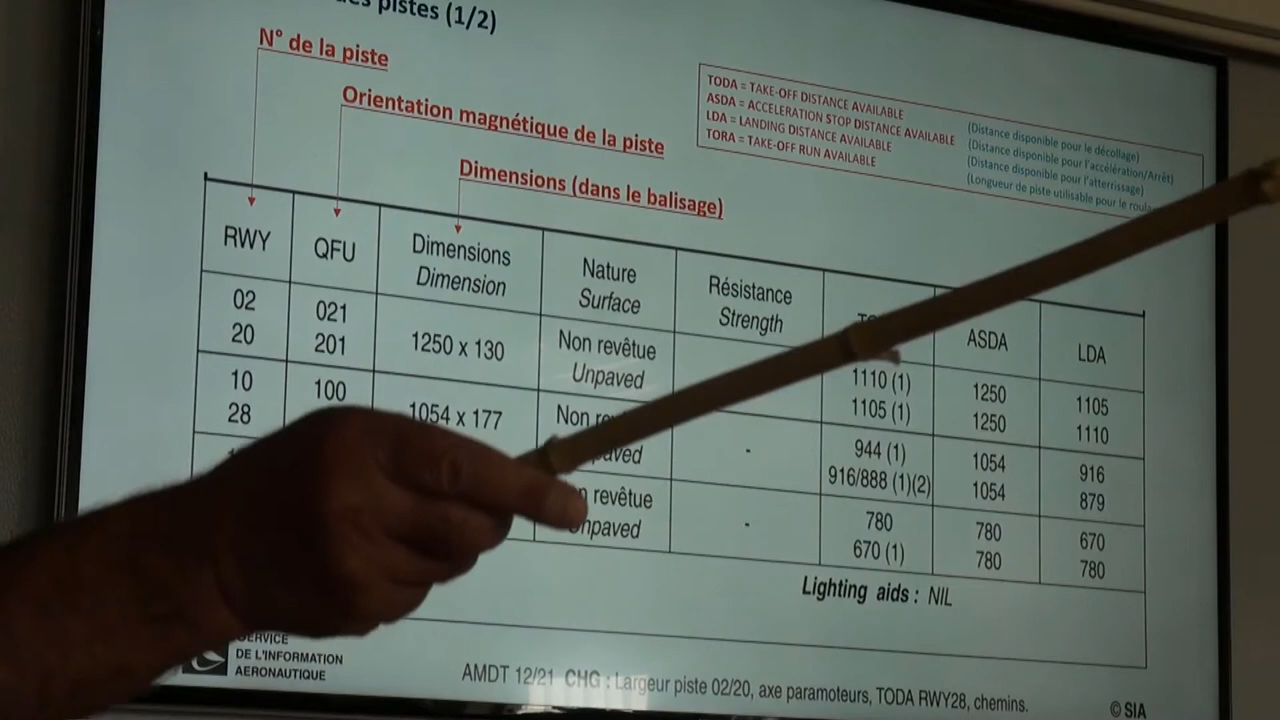 pistes (1/2)
N° de la piste
Orientation magnétique de la piste
Dimensions (dans le balisage)
TODA = TAKE-OFF DISTANCE AVAILABLE (Distance disponible pour le décollage)
ASDA = ACCELERATION STOP DISTANCE AVAILABLE (Distance disponible pour l'accélération/Arrêt)
LDA = LANDING DISTANCE AVAILABLE (Distance disponible pour l'atterrissage)
TORA = TAKE-OFF RUN AVAILABLE (Longueur de piste utilisable pour le
RWY QFU Dimensions Dimension Nature Surface Résistance Strength ASDA LDA
02 021 1250 x 130 Non revêtue 1110 (1) 1250 1105
20 201 Unpaved 1105 (1) 1250 1110
10 100 1054 x 177 Non - 944 (1) 1054 916
28 916/888 (1)(2) 1054 879
revêtue - 780 780 670
670 (1) 780 780
Lighting aids : NIL
SERVICE
DE L'INFORMATION
AERONAUTIQUE
AMDT 12/21 CHG : Largeur piste 02/20, axe paramoteurs, TODA RWY28, chemins.
© SIA